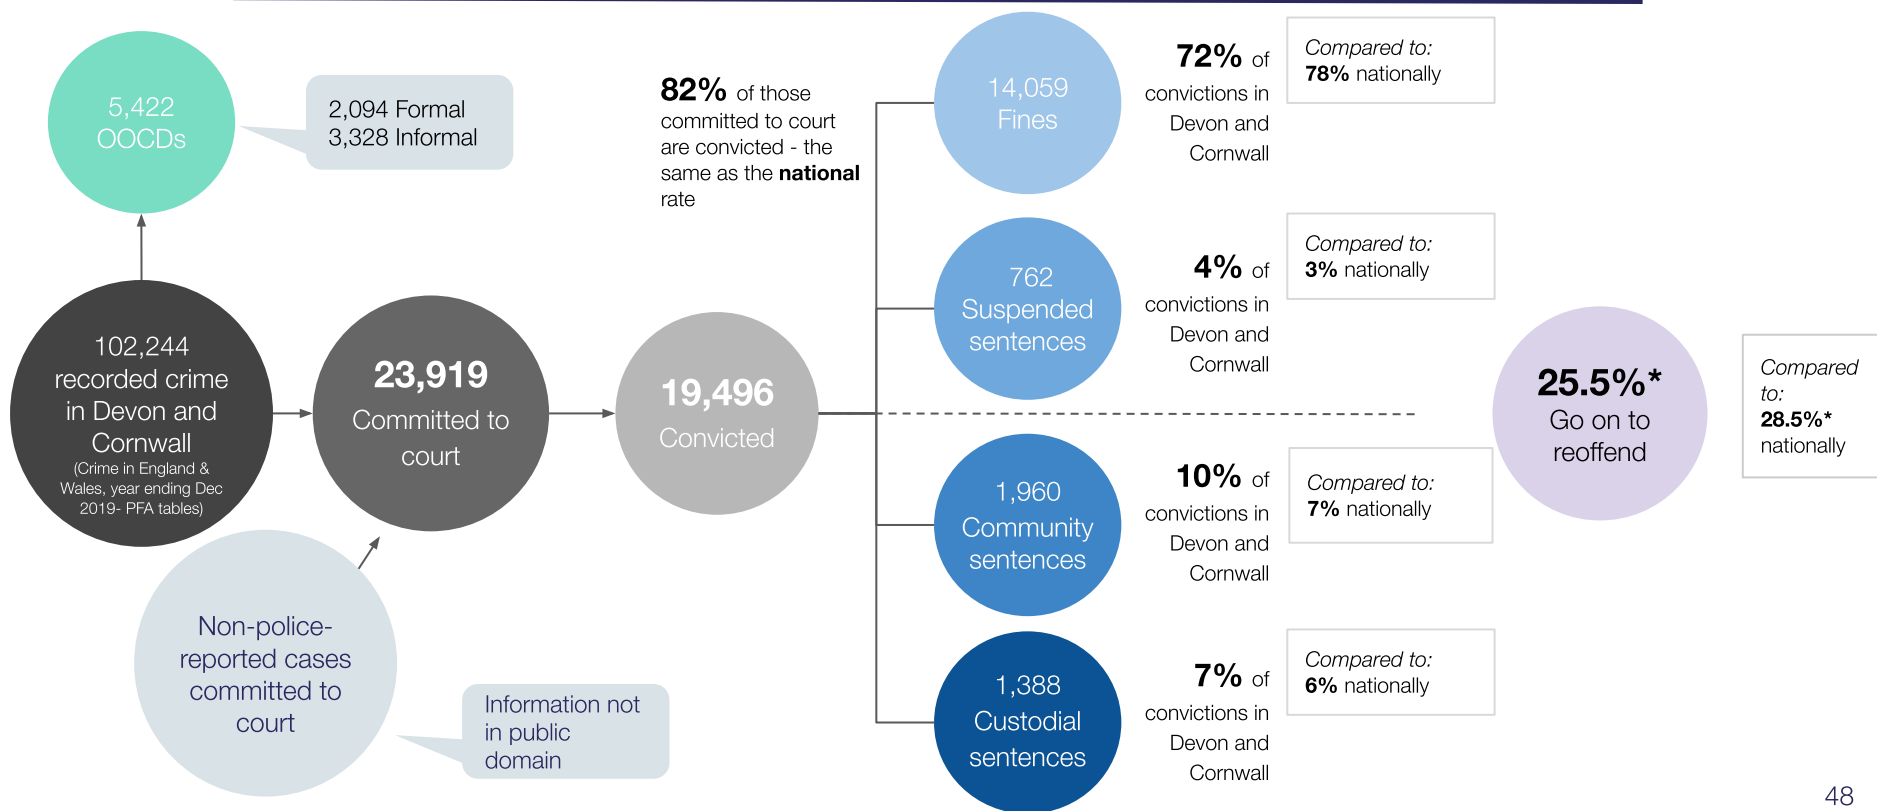 5,422
OOCDs
2,094 Formal
3,328 Informal
102,244
recorded crime
in Devon and
Cornwall
(Crime in England &
Wales, year ending Dec
2019- PFA tables)
23,919
Committed to
court
Non-police-
reported cases
committed to
court
Information not
in public
domain
19,496
Convicted
82% of those
committed to court
are convicted - the
same as the national
rate
14,059
Fines
72% of
convictions in
Devon and
Cornwall
Compared to:
78% nationally
762
Suspended
sentences
4% of
convictions in
Devon and
Cornwall
Compared to:
3% nationally
1,960
Community
sentences
10% of
convictions in
Devon and
Cornwall
Compared to:
7% nationally
1,388
Custodial
sentences
7% of
convictions in
Devon and
Cornwall
Compared to:
6% nationally
25.5%*
Go on to
reoffend
Compared
to:
28.5%*
nationally
48